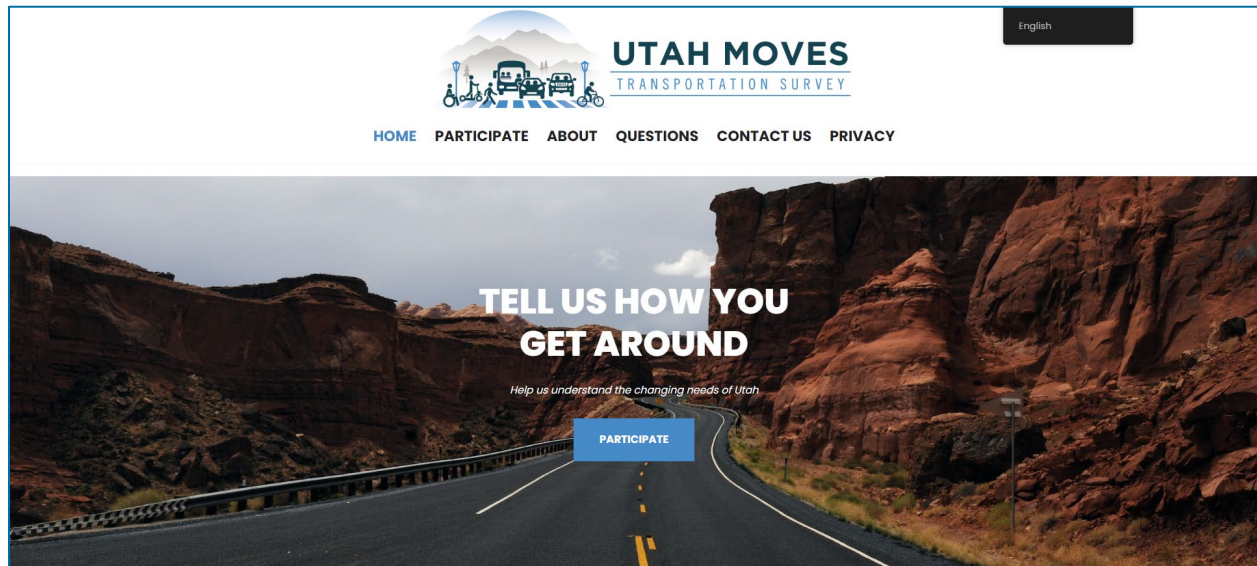 English
UTAH MOVES
TRANSPORTATION SURVEY
HOME PARTICIPATE ABOUT QUESTIONS CONTACT US PRIVACY
TELL US HOW YOU
GET AROUND
Help us understand the changing needs of Utah
PARTICIPATE